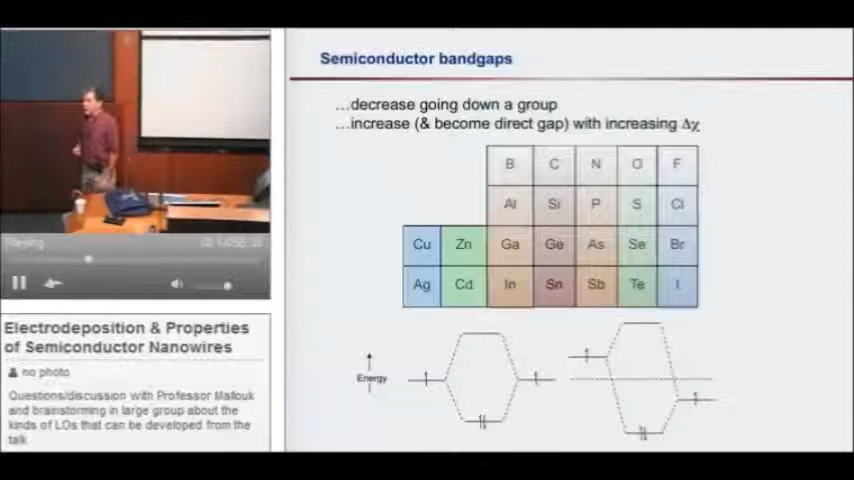 Semiconductor bandgaps
...decrease going down a group
...increase (& become direct gap) with increasing Δχ
B C N O F
Al Si P S Cl
Cu Zn Ga Ge As Se Br
Ag Cd In Sn Sb Te I
Energy
Playing
Electrodeposition & Properties
of Semiconductor Nanowires
no photo
Questions/discussion with Professor Mallouk
and brainstorming in large group about the
kinds of LOs that can be developed from the
talk